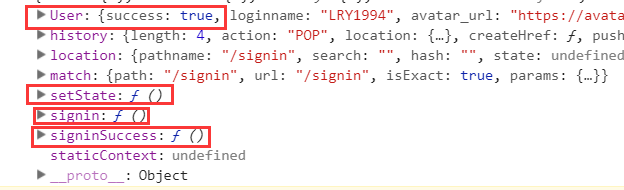 User: {success: true, loginname: "LRY1994", avatar_url: "https://avata
history: {length: 4, action: "POP", location: {…}, createHref: ƒ, push
location: {pathname: "/signin", search: "", hash: "", state: undefined
match: {path: "/signin", url: "/signin", isExact: true, params: {…}}
setState: ƒ ()
signin: ƒ ()
signinSuccess: ƒ ()
staticContext: undefined
__proto__: Object